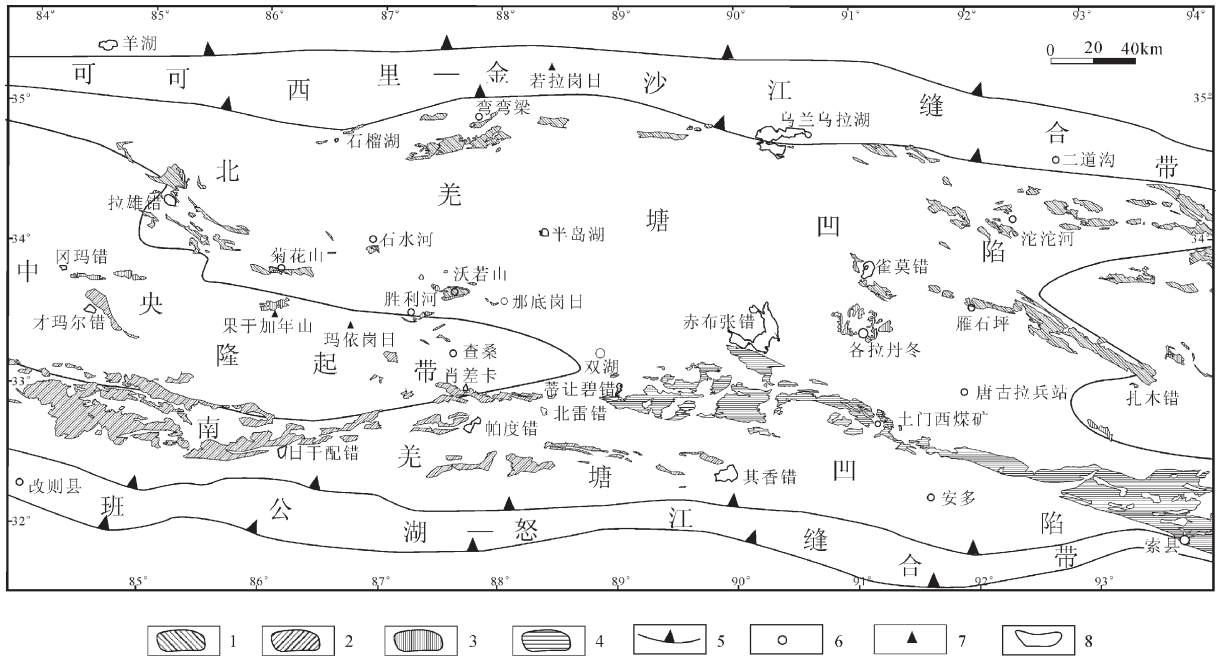 84° 85° 86° 87° 88° 89° 90° 91° 92° 93° 94°
羊湖
0 20 40km
可可西里—金沙江缝合带
若拉岗日
35° 35°
弯弯梁
石榴湖
乌兰乌拉湖
二道沟
北羌塘凹陷
拉雄错
34° 34°
石水河
半岛湖
沱沱河
冈玛错
菊花山
雀莫错
中央隆起带
沃若山
才玛尔错
胜利河
那底岗日
果干加年山
玛依岗日
赤布张错
各拉丹冬
雁石坪
查桑
双湖
33°
肖差卡
蒂让碧错
唐古拉兵站
扎木错
北雷错
土门西煤矿
帕度错
南羌塘凹陷
日干配错
其香错
改则县
安多
32°
班公湖—怒江缝合带
索县
85° 86° 87° 88° 89° 90° 91° 92° 93°
1 2 3 4 5 6 7 8